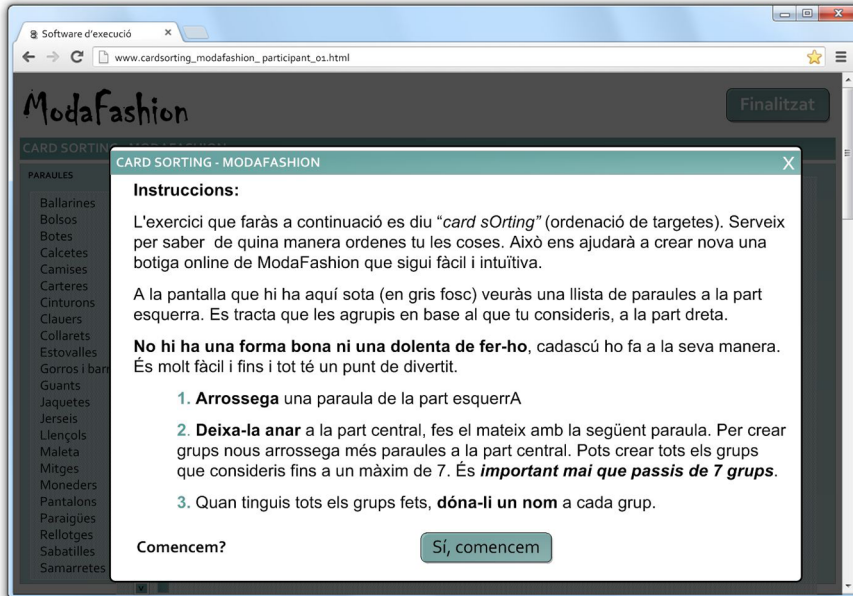 Software d'execució
www.cardsorting_modafashion_ participant_01.html
ModaFashion
Finalitzat
CARD SORTING - MODAFASHION
PARAULES
CARD SORTING - MODAFASHION
X
Instruccions:
L'exercici que faràs a continuació es diu “card sOrting” (ordenació de targetes). Serveix
per saber de quina manera ordenes tu les coses. Això ens ajudarà a crear nova una
botiga online de ModaFashion que sigui fàcil i intuïtiva.
A la pantalla que hi ha aquí sota (en gris fosc) veuràs una llista de paraules a la part
esquerra. Es tracta que les agrupis en base al que tu consideris, a la part dreta.
No hi ha una forma bona ni una dolenta de fer-ho, cadascú ho fa a la seva manera.
És molt fàcil i fins i tot té un punt de divertit.
1. Arrossega una paraula de la part esquerrA
2. Deixa-la anar a la part central, fes el mateix amb la següent paraula. Per crear
grups nous arrossega més paraules a la part central. Pots crear tots els grups
que consideris fins a un màxim de 7. És important mai que passis de 7 grups.
3. Quan tinguis tots els grups fets, dóna-li un nom a cada grup.
Comencem?
Sí, comencem
Ballarines
Bolsos
Botes
Calcetes
Camises
Carteres
Cinturons
Clauers
Collarets
Estovalles
Gorros i barr
Guants
Jaquetes
Jerseis
Llençols
Maleta
Mitges
Moneders
Pantalons
Paraigües
Rellotges
Sabatilles
Samarretes